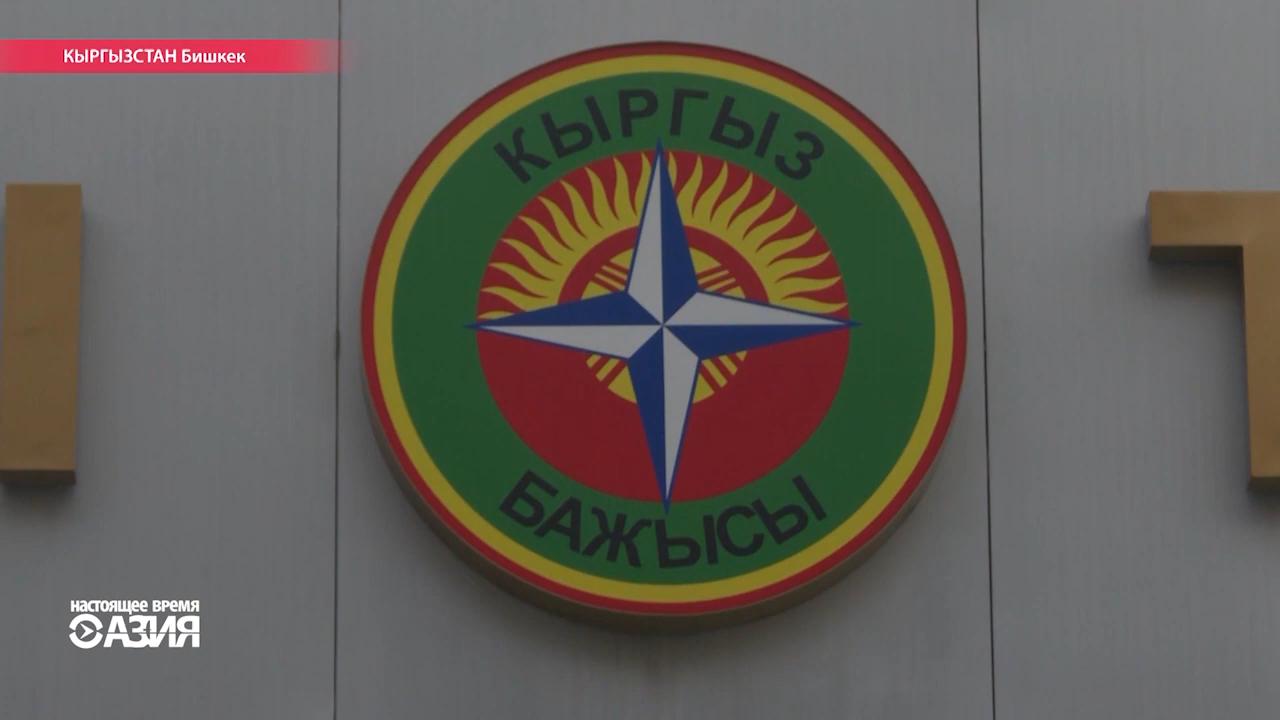 КЫРГЫЗСТАН Бишкек
КЫРГЫЗ
БАЖЫСЫ
НАСТОЯЩЕЕ ВРЕМЯ
АЗИЯ